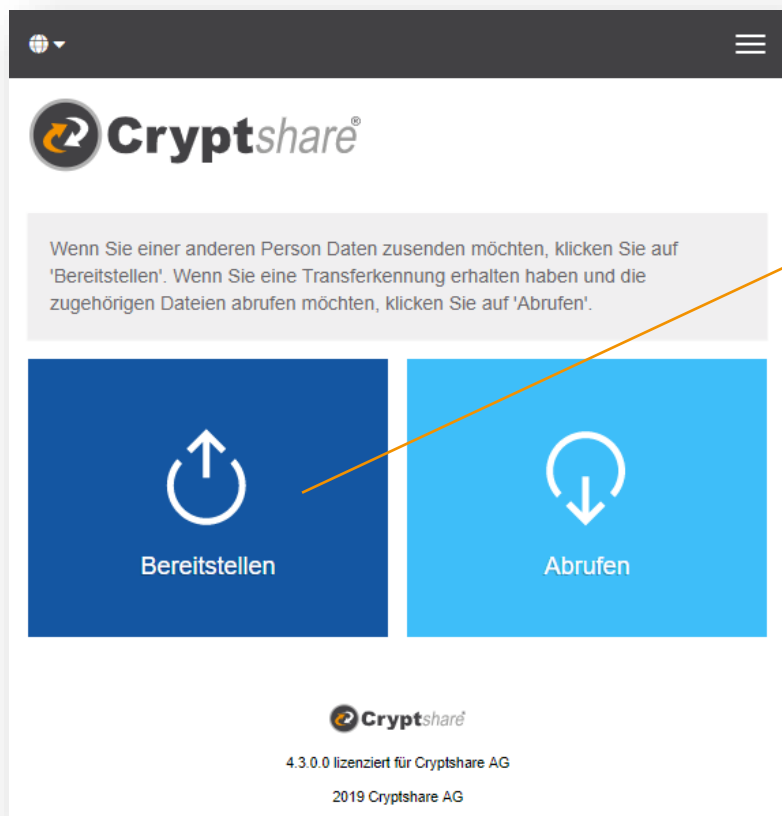 Cryptshare®
Wenn Sie einer anderen Person Daten zusenden möchten, klicken Sie auf
'Bereitstellen'. Wenn Sie eine Transferkennung erhalten haben und die
zugehörigen Dateien abrufen möchten, klicken Sie auf 'Abrufen'.
Bereitstellen
Abrufen
Cryptshare®
4.3.0.0 lizenziert für Cryptshare AG
2019 Cryptshare AG